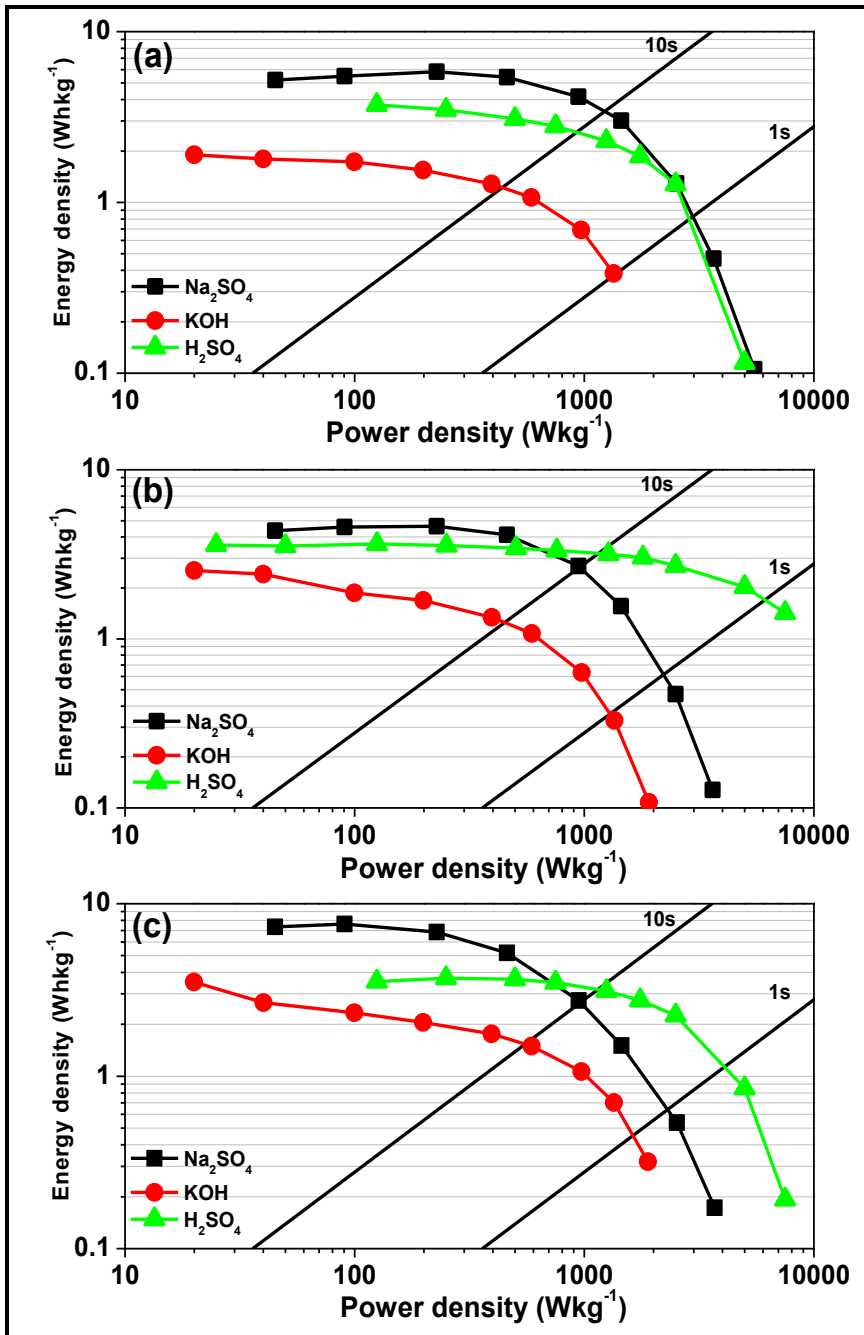 (a)
10s
1s
Energy density (Whkg⁻¹)
10
1
0.1
Na₂SO₄
KOH
H₂SO₄
10 100 1000 10000
Power density (Wkg⁻¹)
(b)
10s
1s
Energy density (Whkg⁻¹)
10
1
0.1
Na₂SO₄
KOH
H₂SO₄
10 100 1000 10000
Power density (Wkg⁻¹)
(c)
10s
1s
Energy density (Whkg⁻¹)
10
1
0.1
Na₂SO₄
KOH
H₂SO₄
10 100 1000 10000
Power density (Wkg⁻¹)